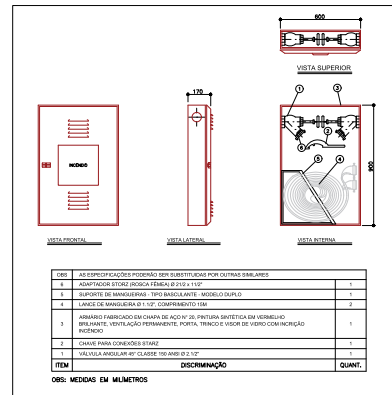 600
VISTA SUPERIOR
170
1
3
2
6
5
4
900
INCÊNDIO
VISTA FRONTAL
VISTA LATERAL
VISTA INTERNA
OBS AS ESPECIFICAÇÕES PODERÃO SER SUBSTITUIDAS POR OUTRAS SIMILARES
6 ADAPTADOR STORZ (ROSCA FÊMEA) Ø 21/2 x 11/2" 1
5 SUPORTE DE MANGUEIRAS - TIPO BASCULANTE - MODELO DUPLO 1
4 LANCE DE MANGUEIRA Ø 1.1/2", COMPRIMENTO 15M 2
3 ARMÁRIO FABRICADO EM CHAPA DE AÇO N° 20, PINTURA SINTÉTICA EM VERMELHO
BRILHANTE, VENTILAÇÃO PERMANENTE, PORTA, TRINCO E VISOR DE VIDRO COM INCRIÇÃO
INCÊNDIO 1
2 CHAVE PARA CONEXÕES STARZ 1
1 VÁLVULA ANGULAR 45° CLASSE 150 ANSI Ø 2.1/2" 1
ITEM DISCRIMINAÇÃO QUANT.
OBS: MEDIDAS EM MILÍMETROS